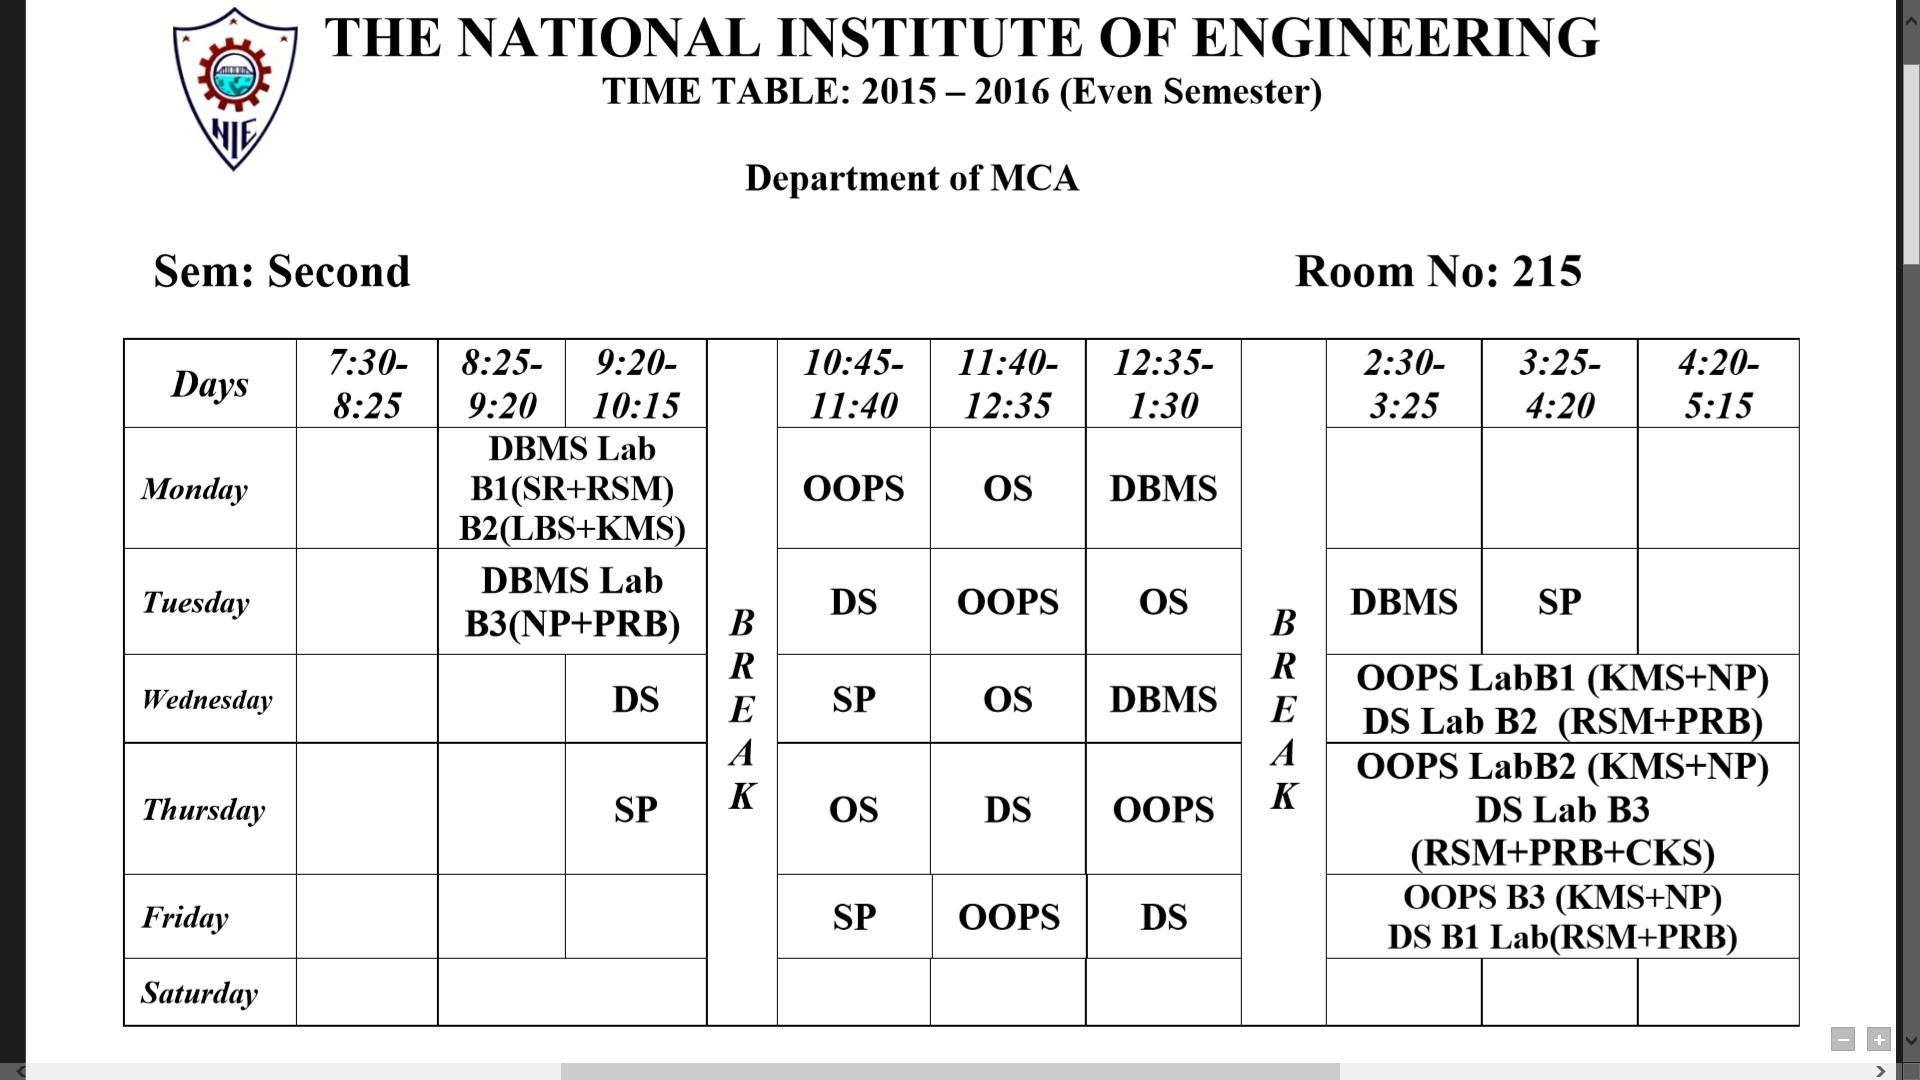 NIE
THE NATIONAL INSTITUTE OF ENGINEERING
TIME TABLE: 2015 – 2016 (Even Semester)
Department of MCA
Sem: Second
Room No: 215
Days
7:30-
8:25
8:25-
9:20
9:20-
10:15
B
R
E
A
K
10:45-
11:40
11:40-
12:35
12:35-
1:30
B
R
E
A
K
2:30-
3:25
3:25-
4:20
4:20-
5:15
Monday
DBMS Lab
B1(SR+RSM)
B2(LBS+KMS)
OOPS
OS
DBMS
Tuesday
DBMS Lab
B3(NP+PRB)
DS
OOPS
OS
DBMS
SP
Wednesday
DS
SP
OS
DBMS
OOPS LabB1 (KMS+NP)
DS Lab B2  (RSM+PRB)
Thursday
SP
OS
DS
OOPS
OOPS LabB2 (KMS+NP)
DS Lab B3
(RSM+PRB+CKS)
Friday
SP
OOPS
DS
OOPS B3 (KMS+NP)
DS B1 Lab(RSM+PRB)
Saturday